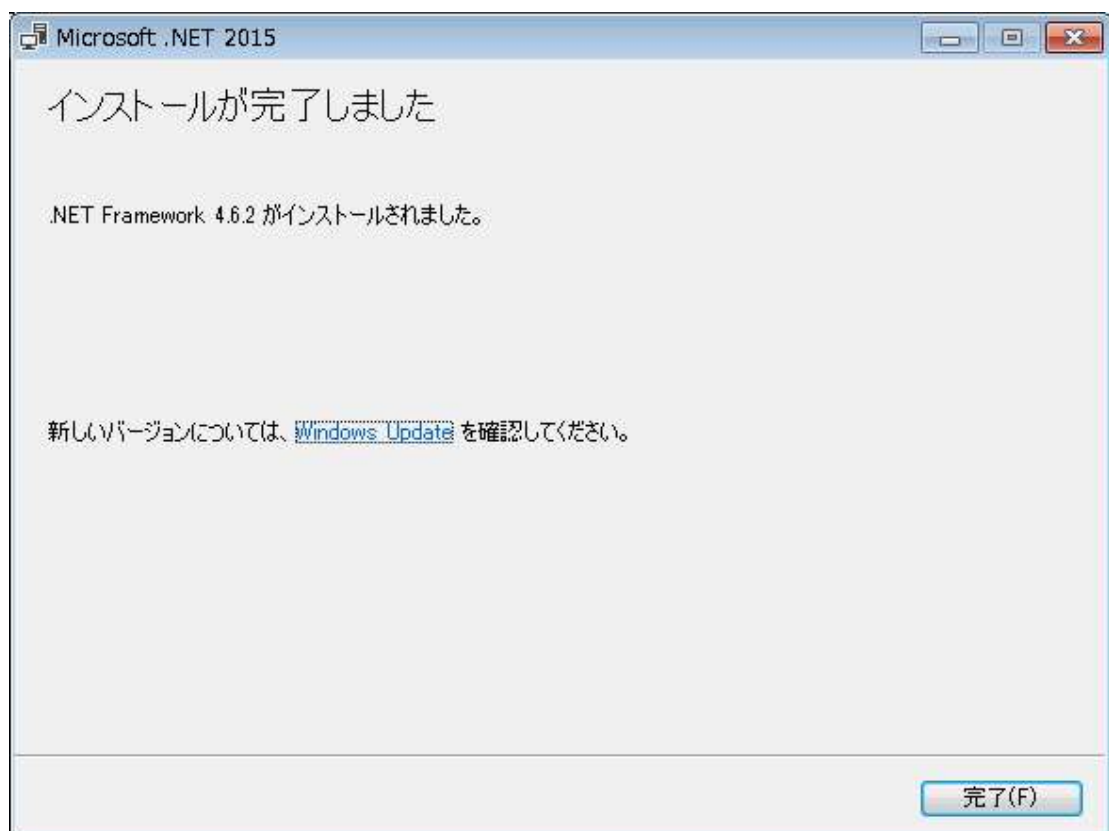 Microsoft .NET 2015
インストールが完了しました
.NET Framework 4.6.2 がインストールされました。
新しいバージョンについては、Windows Update を確認してください。
完了(F)